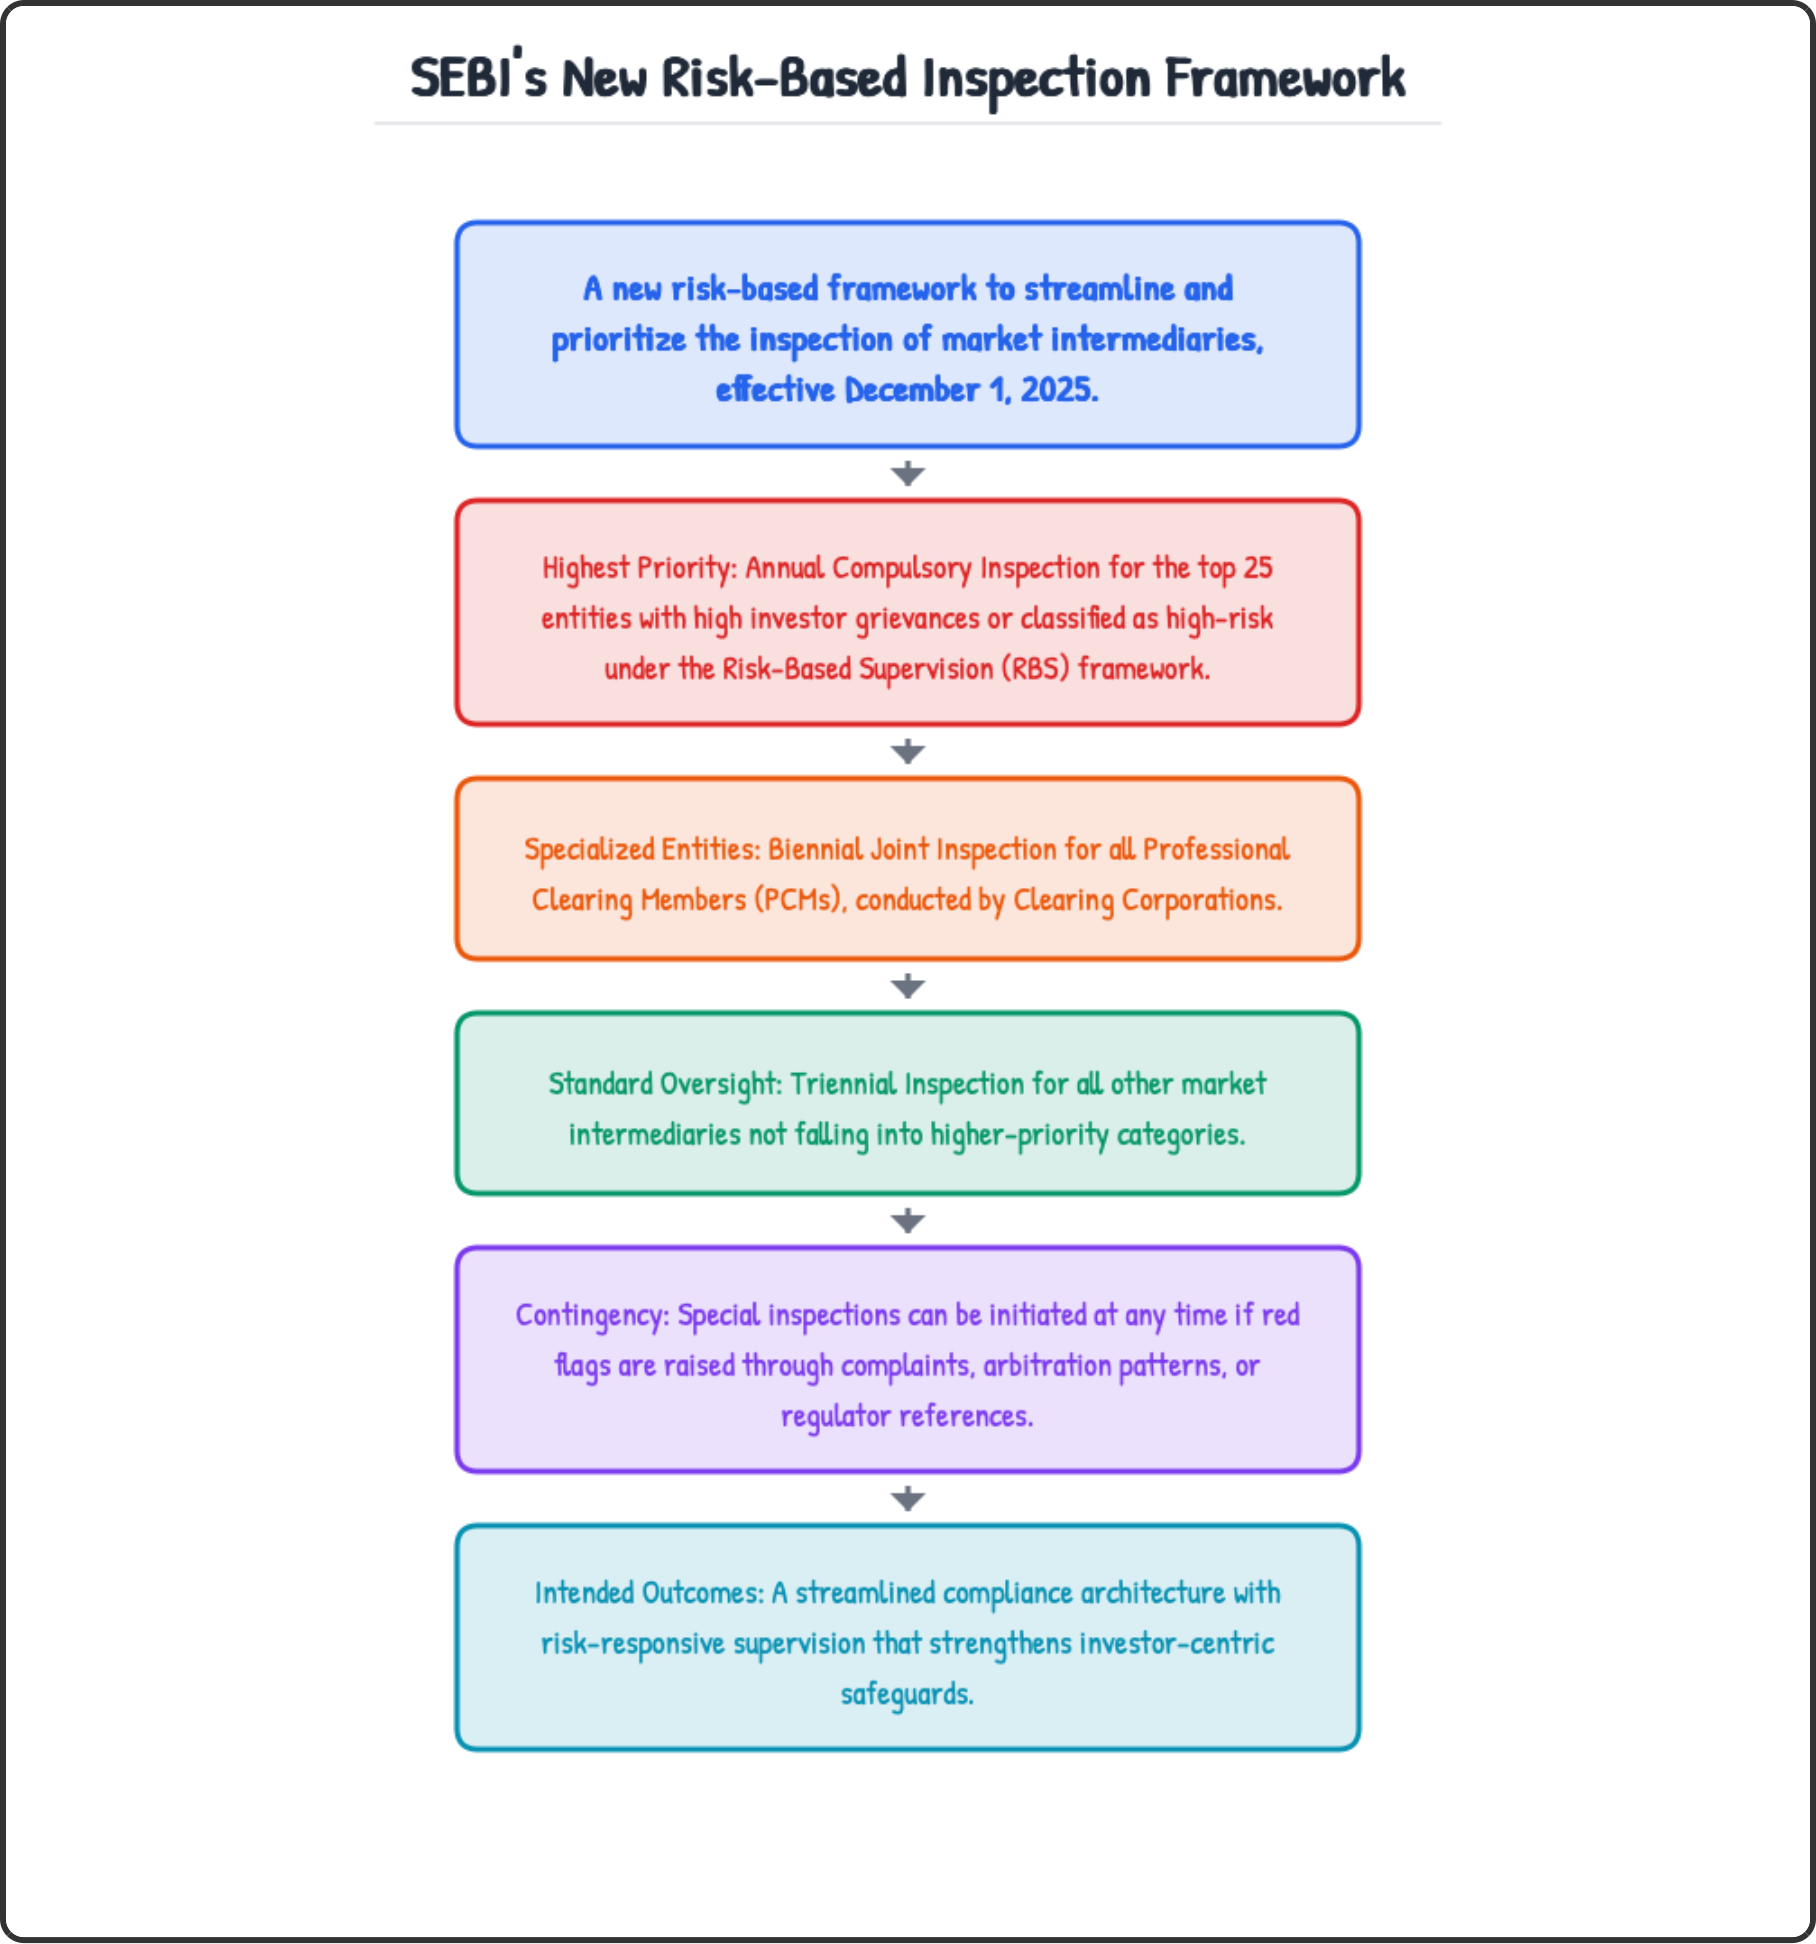 SEBI's New Risk-Based Inspection Framework
A new risk-based framework to streamline and
prioritize the inspection of market intermediaries,
effective December 1, 2025.
Highest Priority: Annual Compulsory Inspection for the top 25
entities with high investor grievances or classified as high-risk
under the Risk-Based Supervision (RBS) framework.
Specialized Entities: Biennial Joint Inspection for all Professional
Clearing Members (PCMs), conducted by Clearing Corporations.
Standard Oversight: Triennial Inspection for all other market
intermediaries not falling into higher-priority categories.
Contingency: Special inspections can be initiated at any time if red
flags are raised through complaints, arbitration patterns, or
regulator references.
Intended Outcomes: A streamlined compliance architecture with
risk-responsive supervision that strengthens investor-centric
safeguards.